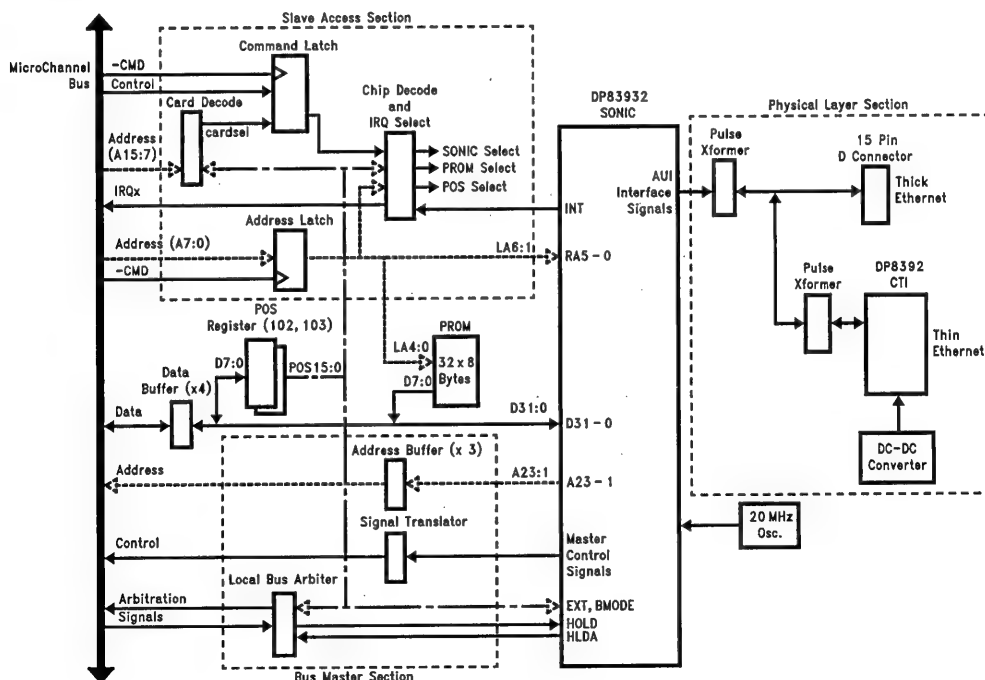 Slave Access Section
Command Latch
MicroChannel
Bus
-CMD
Control
Card Decode
cardsel
Chip Decode
and
IRQ Select
Address
(A15:7)
SONIC Select
PROM Select
POS Select
IRQx
INT
Address Latch
Address (A7:0)
LA6:1
RA5-0
-CMD
DP83932
SONIC
AUI
Interface
Signals
Physical Layer Section
Pulse
Xformer
15 Pin
D Connector
Thick
Ethernet
Pulse
Xformer
DP8392
CTI
Thin
Ethernet
DC-DC
Converter
POS
Register (102, 103)
D7:0
POS15:0
PROM
LA4:0
32 x 8
Bytes
D7:0
Data
Buffer (x4)
Data
D31:0
D31-0
Address Buffer (x 3)
Address
A23:1
A23-1
Signal Translator
Control
Master
Control
Signals
20 MHz
Osc.
Local Bus Arbiter
Arbitration
Signals
EXT, BMODE
HOLD
HLDA
Bus Master Section